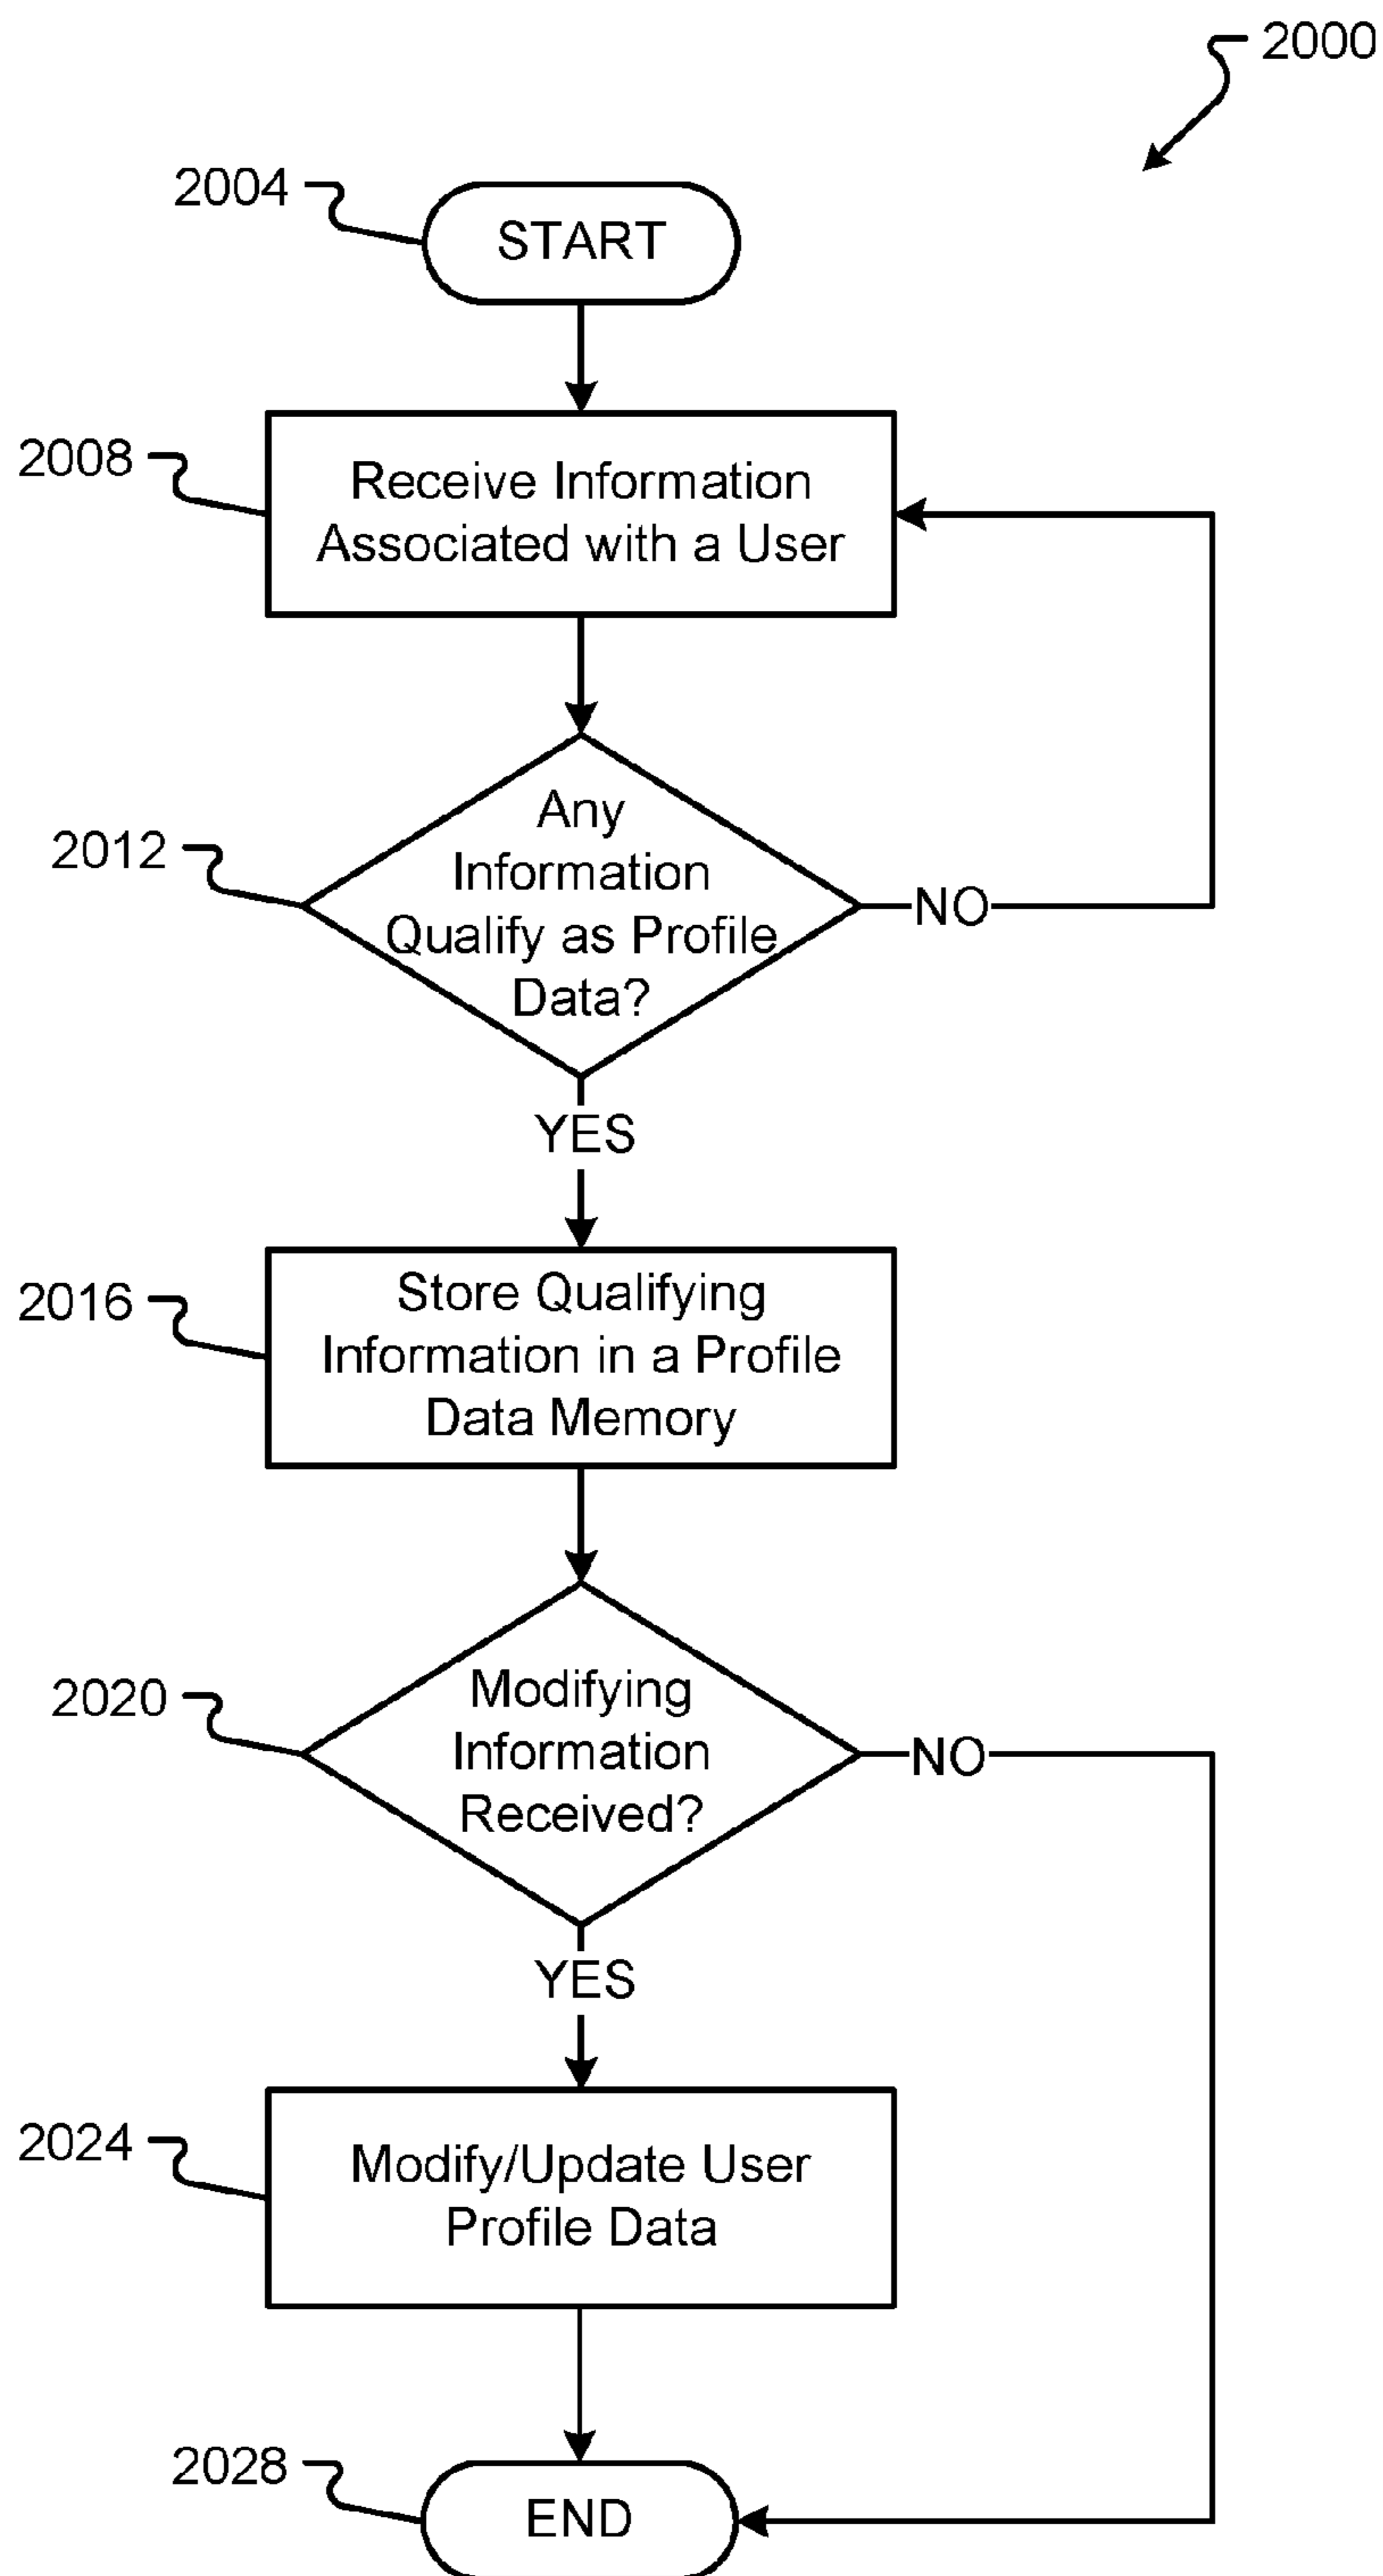 2000
2004
START
2008
Receive Information
Associated with a User
2012
Any
Information
Qualify as Profile
Data?
NO
YES
2016
Store Qualifying
Information in a Profile
Data Memory
2020
Modifying
Information
Received?
NO
YES
2024
Modify/Update User
Profile Data
2028
END